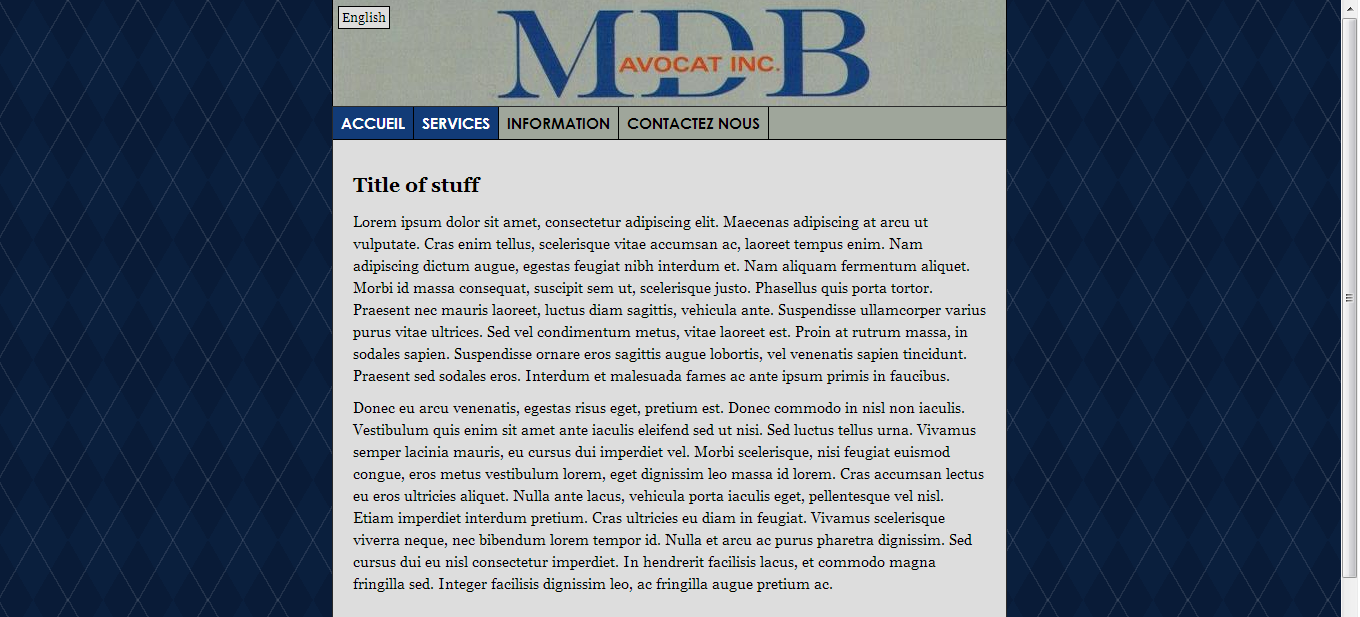 English
MDB
AVOCAT INC.
ACCUEIL SERVICES INFORMATION CONTACTEZ NOUS
Title of stuff
Lorem ipsum dolor sit amet, consectetur adipiscing elit. Maecenas adipiscing at arcu ut
vulputate. Cras enim tellus, scelerisque vitae accumsan ac, laoreet tempus enim. Nam
adipiscing dictum augue, egestas feugiat nibh interdum et. Nam aliquam fermentum aliquet.
Morbi id massa consequat, suscipit sem ut, scelerisque justo. Phasellus quis porta tortor.
Praesent nec mauris laoreet, luctus diam sagittis, vehicula ante. Suspendisse ullamcorper varius
purus vitae ultrices. Sed vel condimentum metus, vitae laoreet est. Proin at rutrum massa, in
sodales sapien. Suspendisse ornare eros sagittis augue lobortis, vel venenatis sapien tincidunt.
Praesent sed sodales eros. Interdum et malesuada fames ac ante ipsum primis in faucibus.
Donec eu arcu venenatis, egestas risus eget, pretium est. Donec commodo in nisl non iaculis.
Vestibulum quis enim sit amet ante iaculis eleifend sed ut nisi. Sed luctus tellus urna. Vivamus
semper lacinia mauris, eu cursus dui imperdiet vel. Morbi scelerisque, nisi feugiat euismod
congue, eros metus vestibulum lorem, eget dignissim leo massa id lorem. Cras accumsan lectus
eu eros ultricies aliquet. Nulla ante lacus, vehicula porta iaculis eget, pellentesque vel nisl.
Etiam imperdiet interdum pretium. Cras ultricies eu diam in feugiat. Vivamus scelerisque
viverra neque, nec bibendum lorem tempor id. Nulla et arcu ac purus pharetra dignissim. Sed
cursus dui eu nisl consectetur imperdiet. In hendrerit facilisis lacus, et commodo magna
fringilla sed. Integer facilisis dignissim leo, ac fringilla augue pretium ac.